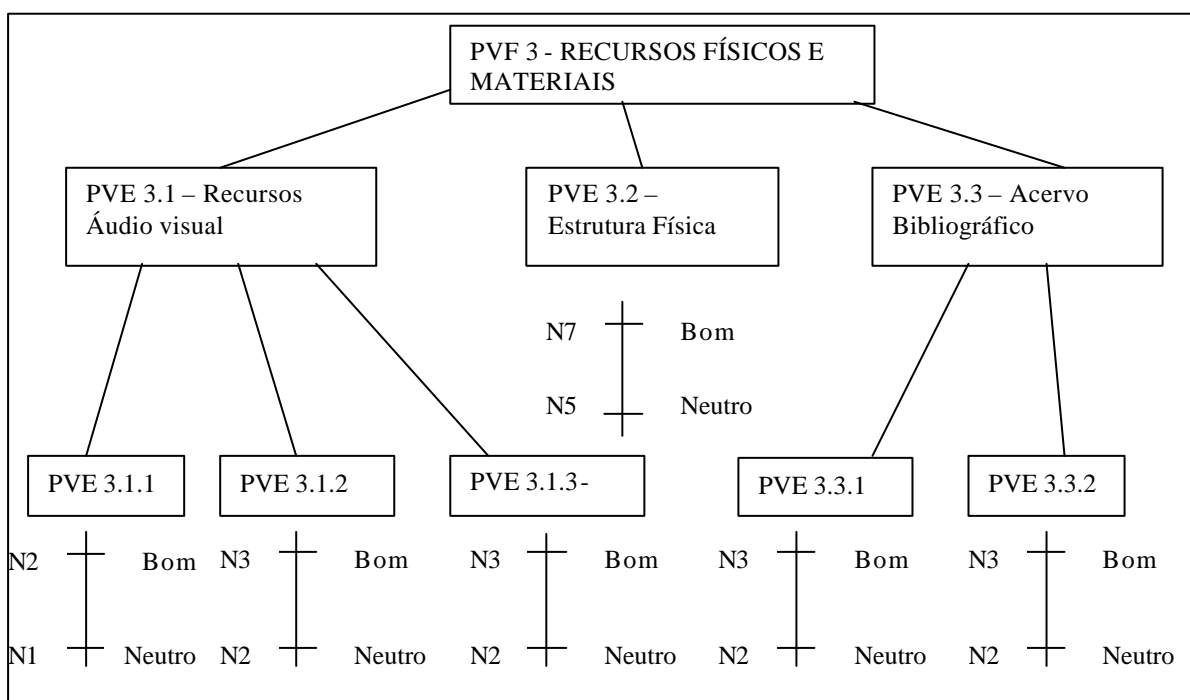 PVF 3 - RECURSOS FÍSICOS E
MATERIAIS
PVE 3.1 – Recursos
Áudio visual
PVE 3.2 –
Estrutura Física
PVE 3.3 – Acervo
Bibliográfico
N7 Bom
N5 Neutro
PVE 3.1.1
PVE 3.1.2
PVE 3.1.3-
PVE 3.3.1
PVE 3.3.2
N2 Bom N3 Bom N3 Bom N3 Bom N3 Bom
N1 Neutro N2 Neutro N2 Neutro N2 Neutro N2 Neutro